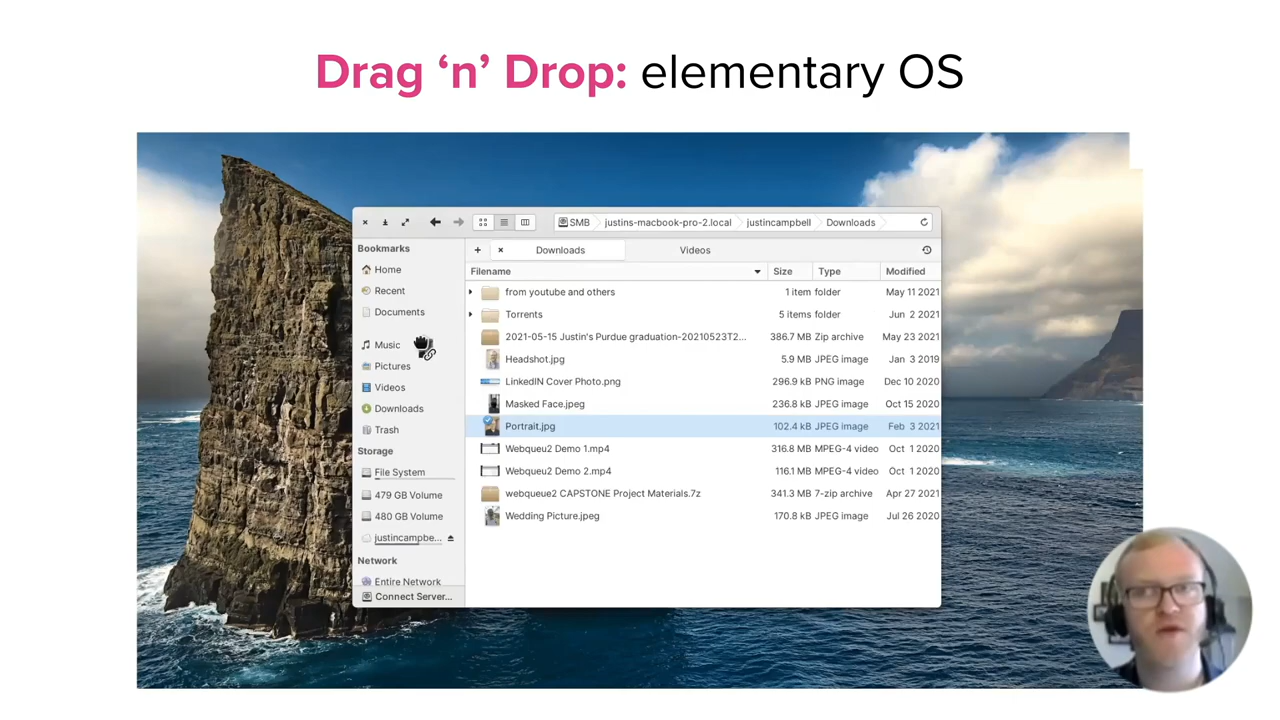 Drag ‘n’ Drop: elementary OS
SMB justins-macbook-pro-2.local justincampbell Downloads
Bookmarks
Home
Recent
Documents
Music
Pictures
Videos
Downloads
Trash
Storage
File System
479 GB Volume
480 GB Volume
justincampbe...
Network
Entire Network
Connect Server...
+ × Downloads Videos
Filename Size Type Modified
from youtube and others 1 item folder May 11 2021
Torrents 5 items folder Jun 2 2021
2021-05-15 Justin's Purdue graduation-20210523T2... 386.7 MB Zip archive May 23 2021
Headshot.jpg 5.9 MB JPEG image Jan 3 2019
LinkedIN Cover Photo.png 296.9 kB PNG image Dec 10 2020
Masked Face.jpeg 236.8 kB JPEG image Oct 15 2020
Portrait.jpg 102.4 kB JPEG image Feb 3 2021
Webqueu2 Demo 1.mp4 316.8 MB MPEG-4 video Oct 1 2020
Webqueu2 Demo 2.mp4 116.1 MB MPEG-4 video Oct 1 2020
webqueue2 CAPSTONE Project Materials.7z 341.3 MB 7-zip archive Apr 27 2021
Wedding Picture.jpeg 170.8 kB JPEG image Jul 26 2020